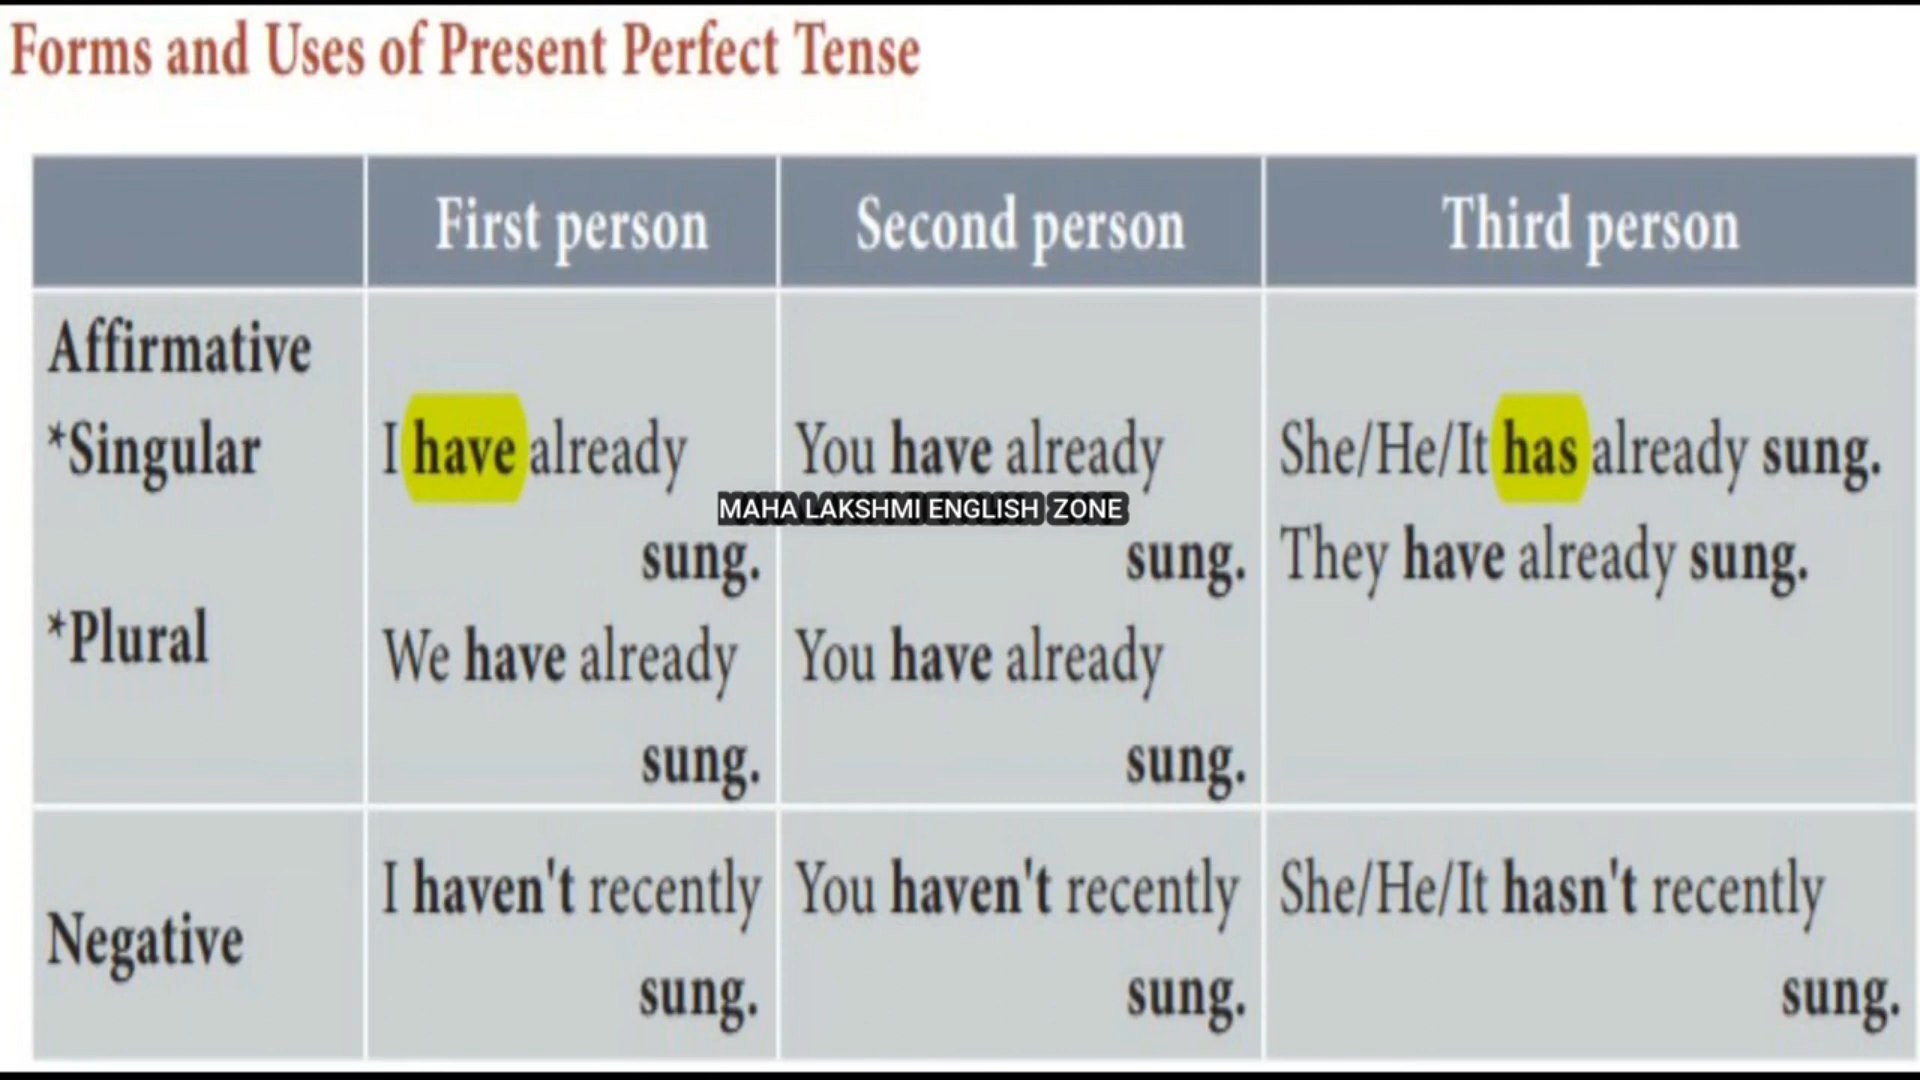 Forms and Uses of Present Perfect Tense
First person Second person Third person
Affirmative
*Singular I have already You have already She/He/It has already sung.
MAHA LAKSHMI ENGLISH ZONE
sung. sung. They have already sung.
*Plural We have already You have already
sung. sung.
I haven't recently You haven't recently She/He/It hasn't recently
Negative
sung. sung. sung.